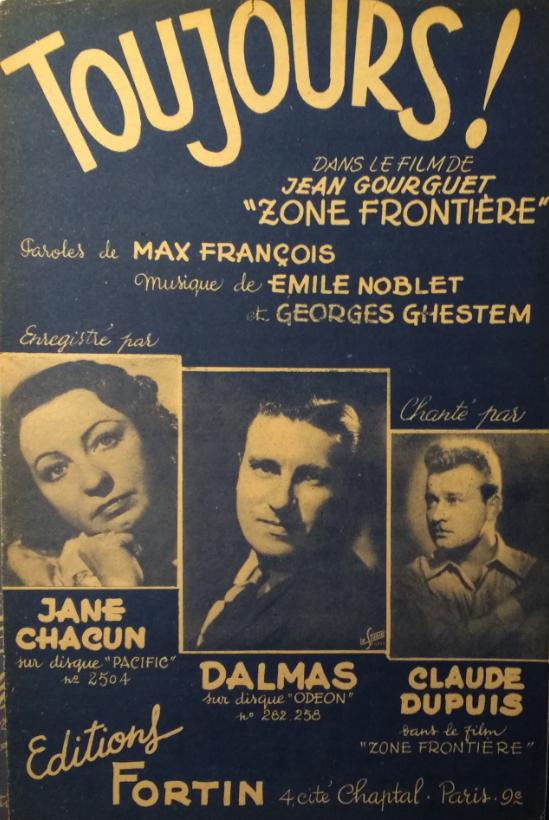 TOUJOURS!
DANS LE FILM DE
JEAN GOURGUET
"ZONE FRONTIÈRE"
Paroles de MAX FRANÇOIS
Musique de EMILE NOBLET
et GEORGES GHESTEM
Enregistré par
Chanté par
JANE
CHACUN
sur disque "PACIFIC"
nº 2504
DALMAS
sur disque "ODEON"
nº 282.258
CLAUDE
DUPUIS
dans le film
"ZONE FRONTIÈRE"
Editions
FORTIN 4 cité Chaptal. Paris. 9e